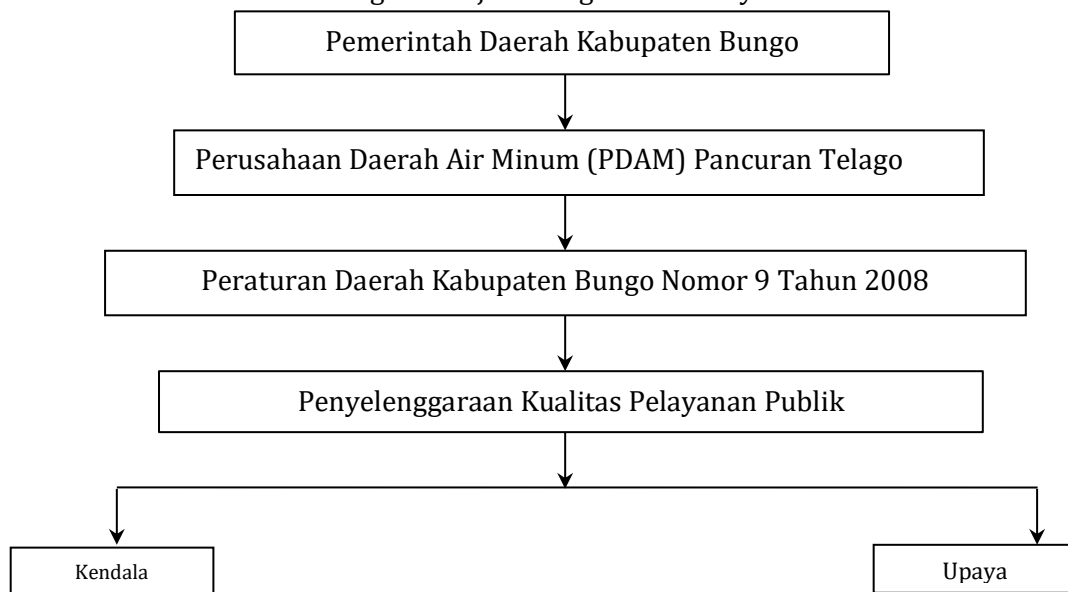 Pemerintah Daerah Kabupaten Bungo
Perusahaan Daerah Air Minum (PDAM) Pancuran Telago
Peraturan Daerah Kabupaten Bungo Nomor 9 Tahun 2008
Penyelenggaraan Kualitas Pelayanan Publik
Kendala
Upaya